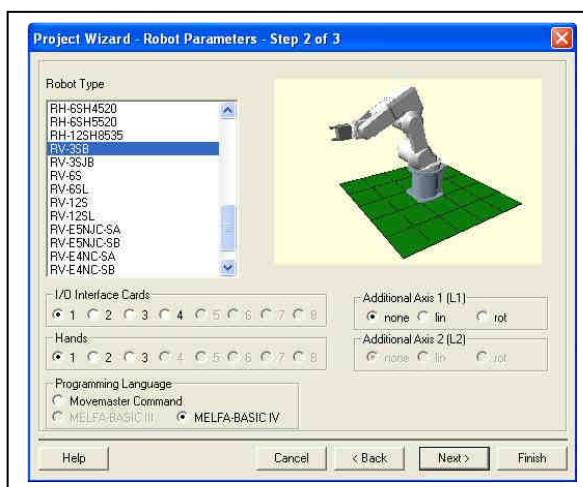 Project Wizard - Robot Parameters - Step 2 of 3
Robot Type
RH-6SH4520
RH-6SH5520
RH-12SH8535
RV-3SB
RV-3SJB
RV-6S
RV-6SL
RV-12S
RV-12SL
RV-E5NJC-SA
RV-E5NJC-SB
RV-E4NC-SA
RV-E4NC-SB
I/O Interface Cards
1 2 3 4 5 6 7 8
Hands
1 2 3 4 5 6 7 8
Programming Language
Movemaster Command
MELFA-BASIC III MELFA-BASIC IV
Additional Axis 1 (L1)
none lin rot
Additional Axis 2 (L2)
none lin rot
Help Cancel < Back Next > Finish